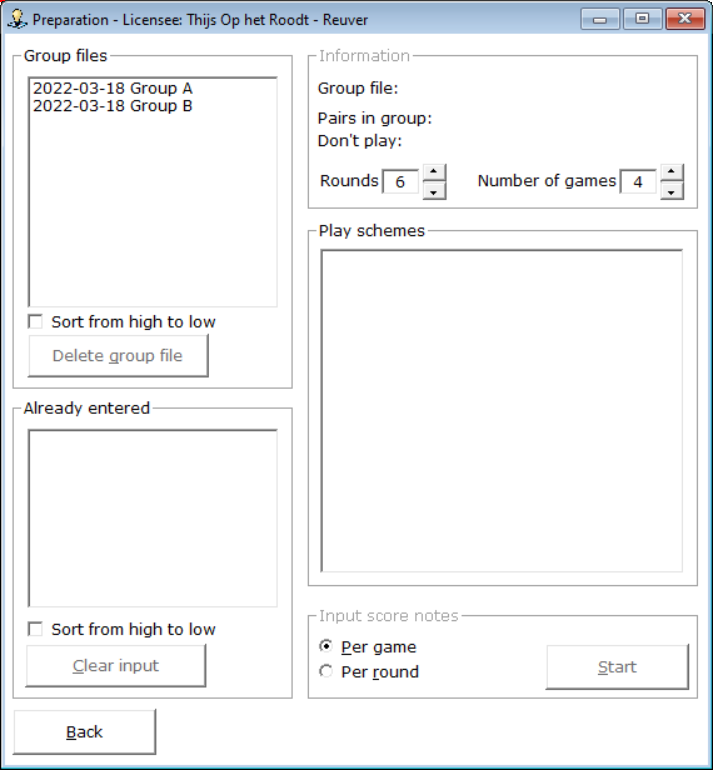 Preparation - Licensee: Thijs Op het Roodt - Reuver
Group files
2022-03-18 Group A
2022-03-18 Group B
Sort from high to low
Delete group file
Already entered
Sort from high to low
Clear input
Back
Information
Group file:
Pairs in group:
Don't play:
Rounds 6 Number of games 4
Play schemes
Input score notes
Per game
Per round
Start